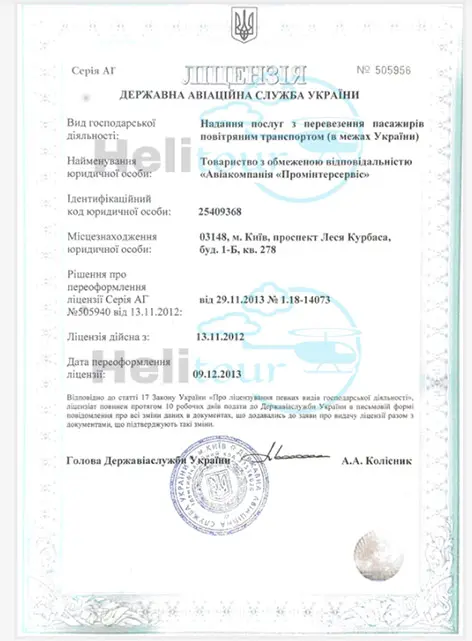 Серія АГ
ЛІЦЕНЗІЯ
№ 505956
ДЕРЖАВНА АВІАЦІЙНА СЛУЖБА УКРАЇНИ
Вид господарської діяльності:
Надання послуг з перевезення пасажирів
повітряним транспортом (в межах України)
Найменування
юридичної особи:
Товариство з обмеженою відповідальністю
«Авіакомпанія «Промінтерсервіс»
Ідентифікаційний
код юридичної особи:
25409368
Місцезнаходження
юридичної особи:
03148, м. Київ, проспект Леся Курбаса,
буд. 1-Б, кв. 278
Рішення про
переоформлення
ліцензії Серія АГ
№505940 від 13.11.2012:
від 29.11.2013 № 1.18-14073
Ліцензія дійсна з:
13.11.2012
Дата переоформлення
ліцензії:
09.12.2013
Відповідно до статті 17 Закону України «Про ліцензування певних видів господарської діяльності»,
ліцензіат повинен протягом 10 робочих днів подати до Державіаслужби України в письмовій формі
повідомлення про всі зміни даних в документах, що додавались до заяви про видачу ліцензії разом з
документами, що підтверджують такі зміни.
Голова Державіаслужби України
А.А. Колісник
Heli
tour
Heli
tour